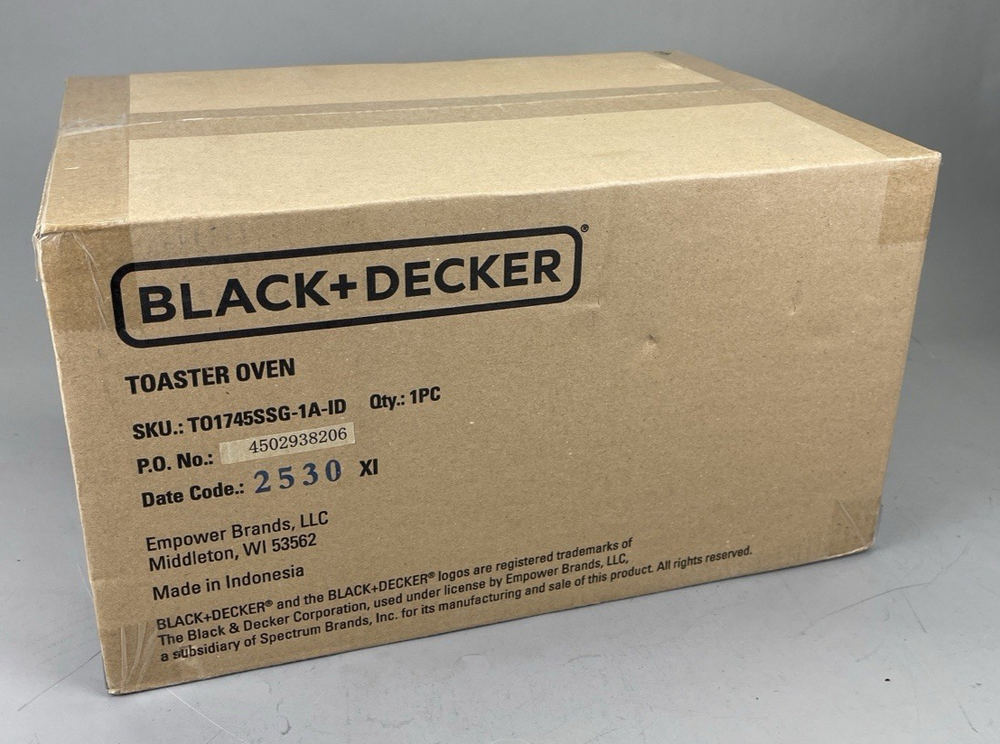 BLACK+DECKER®
TOASTER OVEN
SKU.: TO1745SSG-1A-ID Qty.: 1PC
P.O. No.: 4502938206
Date Code.: 2530 XI
Empower Brands, LLC
Middleton, WI 53562
Made in Indonesia
BLACK+DECKER® and the BLACK+DECKER® logos are registered trademarks of
The Black & Decker Corporation, used under license by Empower Brands, LLC,
a subsidiary of Spectrum Brands, Inc. for its manufacturing and sale of this product. All rights reserved.